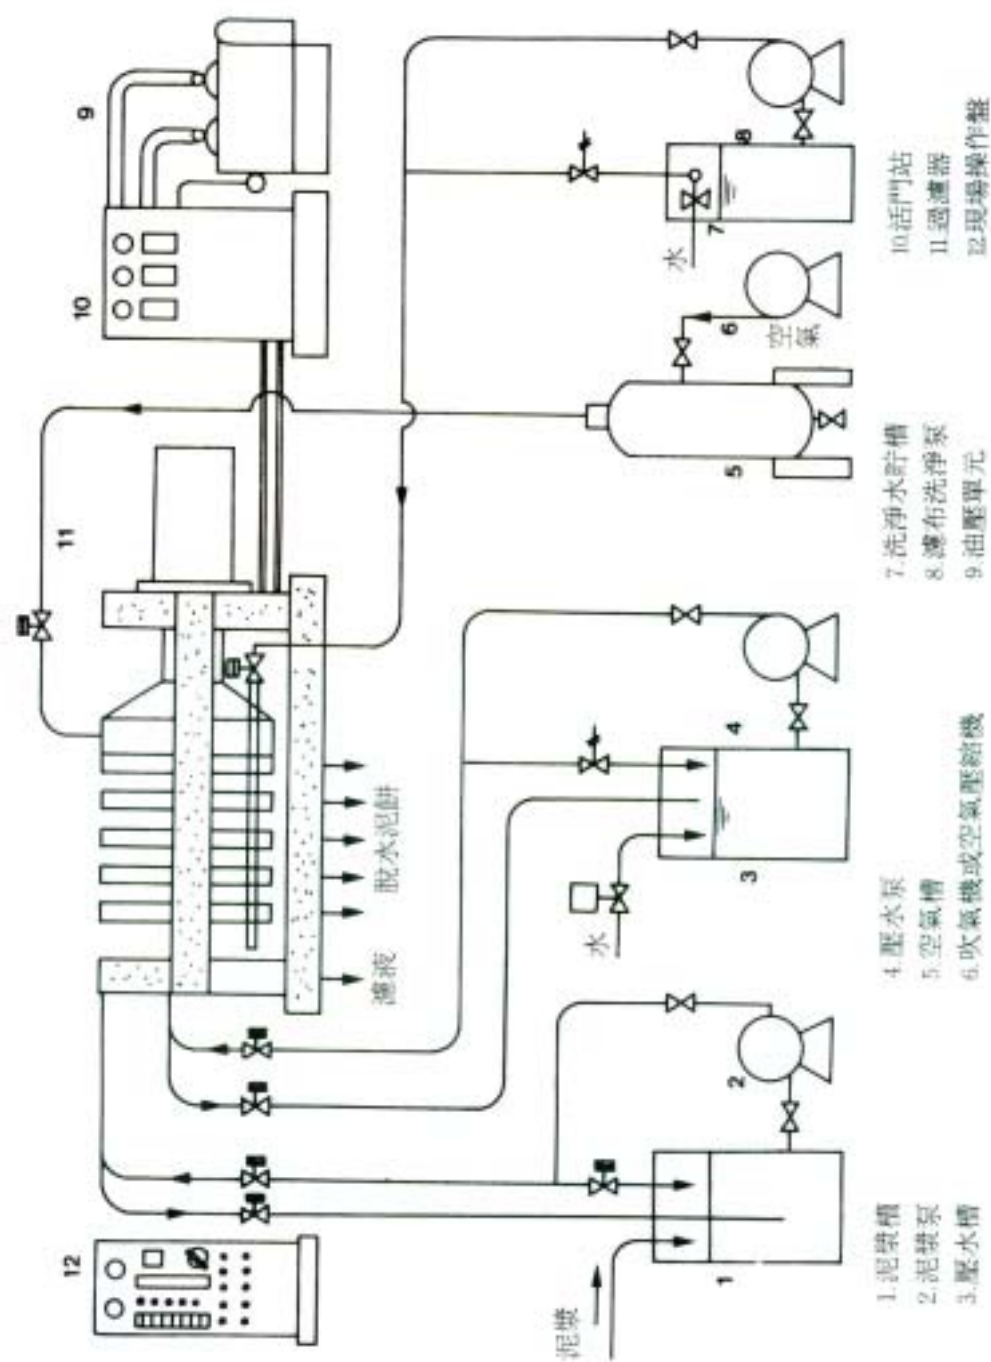 12
11
10
9
濾液
脫水泥餅
泥漿
1
2
水
3
4
5
6
空氣
水
7
8
1.泥漿槽
2.泥漿泵
3.壓水槽
4.壓水泵
5.空氣槽
6.吹氣機或空氣壓縮機
7.洗淨水貯槽
8.濾布洗淨泵
9.油壓單元
10.活門站
11.過濾器
12.現場操作盤